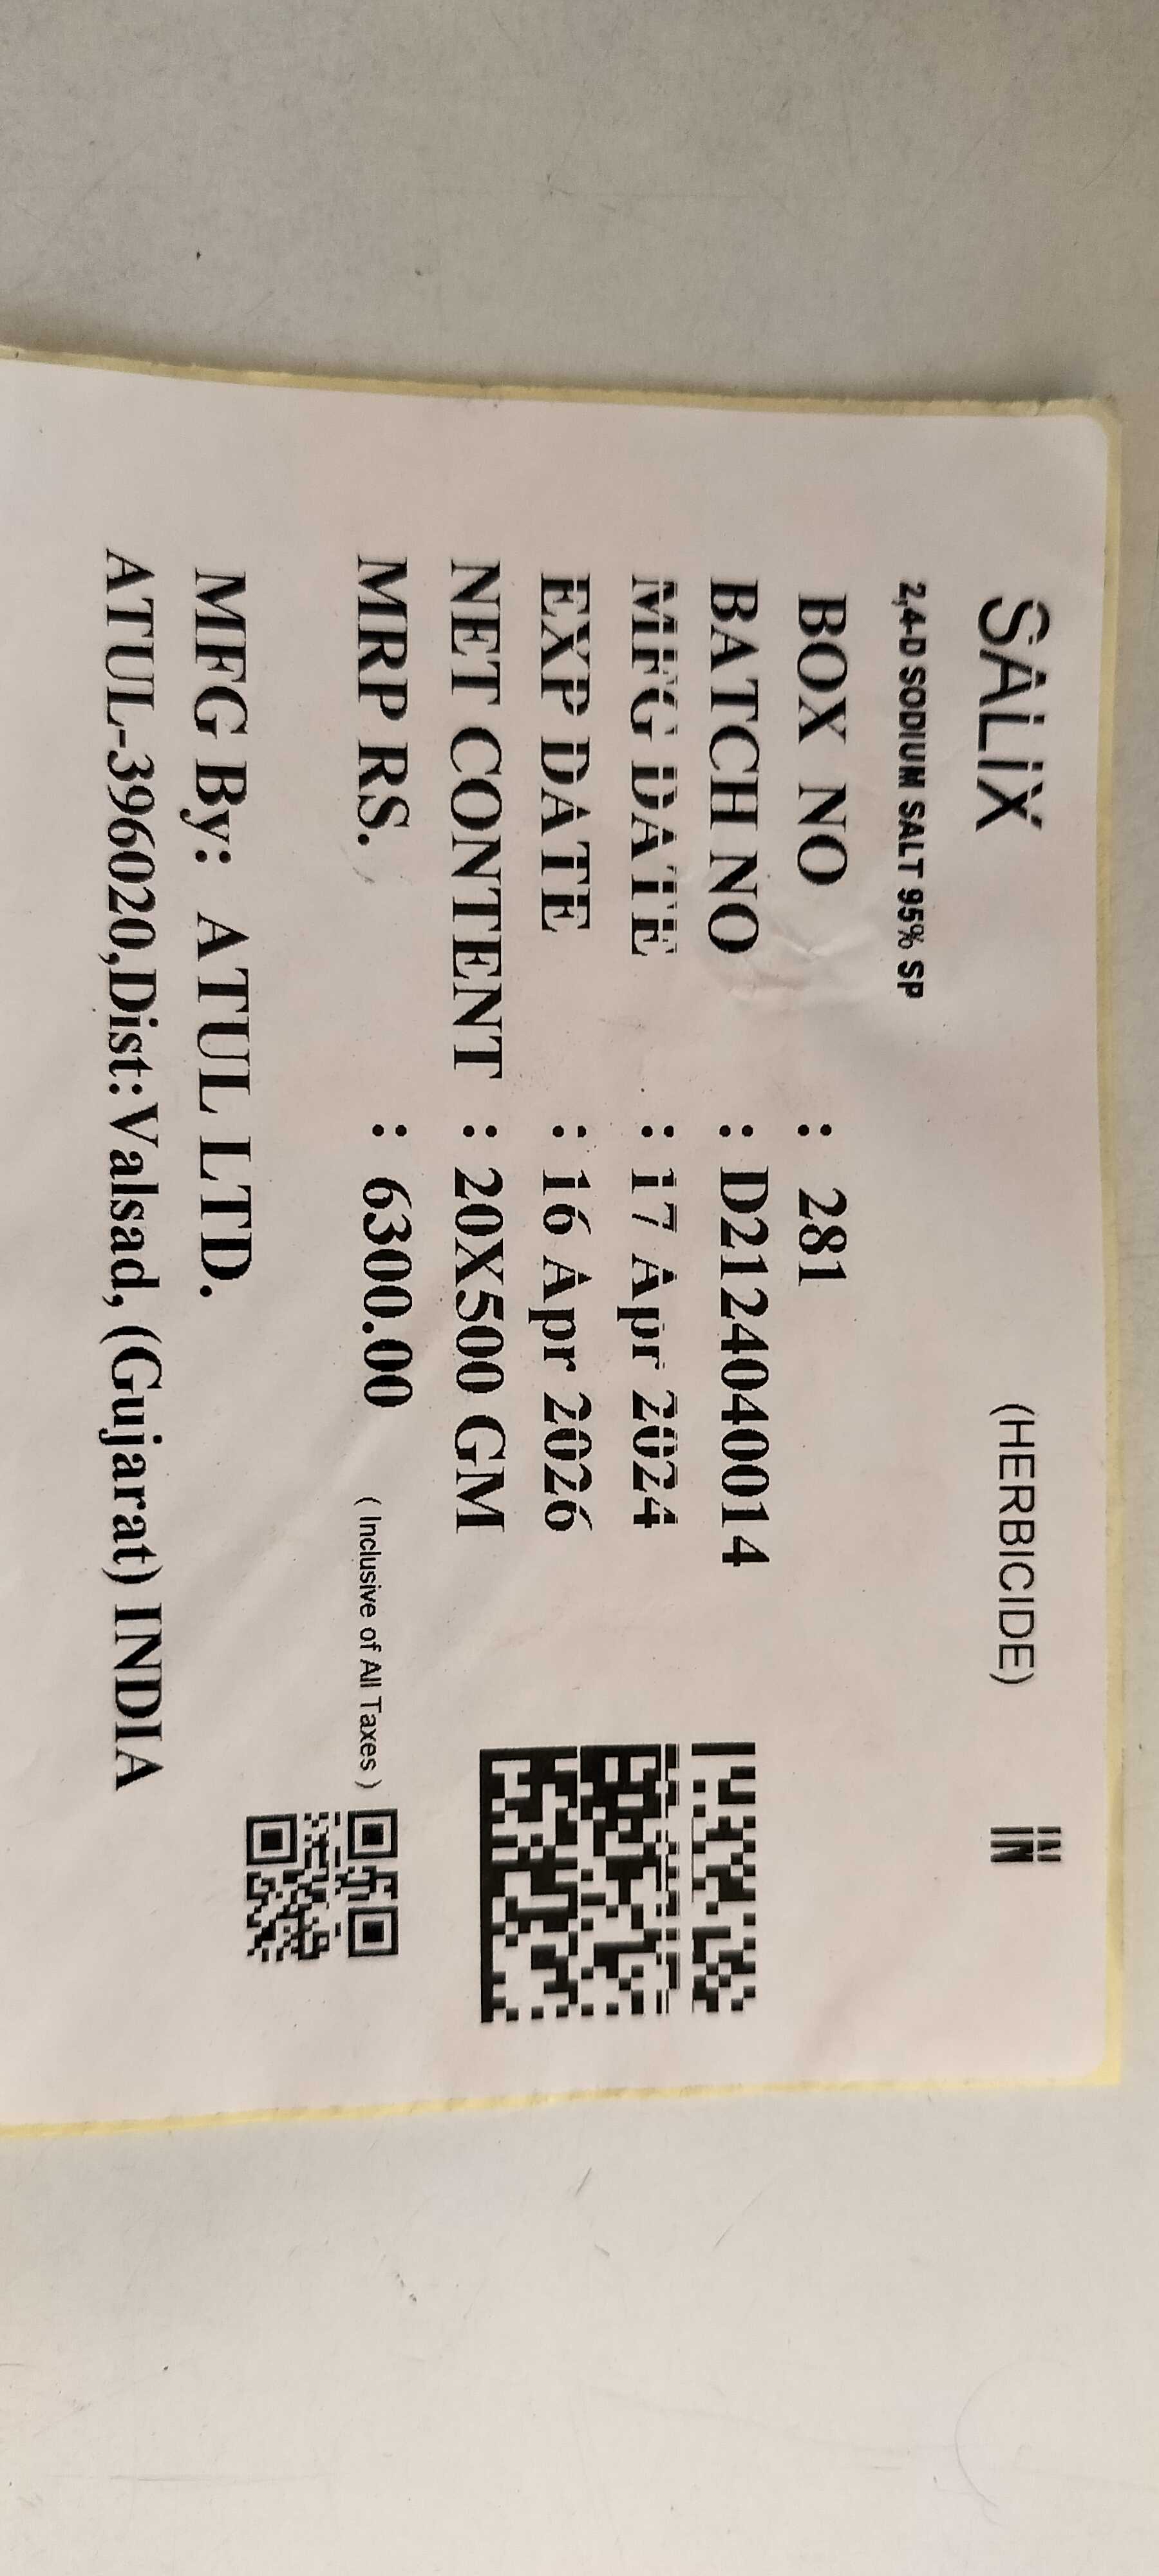 SALIX (HERBICIDE) IN
2,4-D SODIUM SALT 95% SP
BOX NO : 281
BATCH NO : D2124040014
MFG DATE : 17 Apr 2024
EXP DATE : 16 Apr 2026
NET CONTENT : 20X500 GM
MRP RS. : 6300.00 ( Inclusive of All Taxes )
MFG By: ATUL LTD.
ATUL-396020,Dist:Valsad, (Gujarat) INDIA